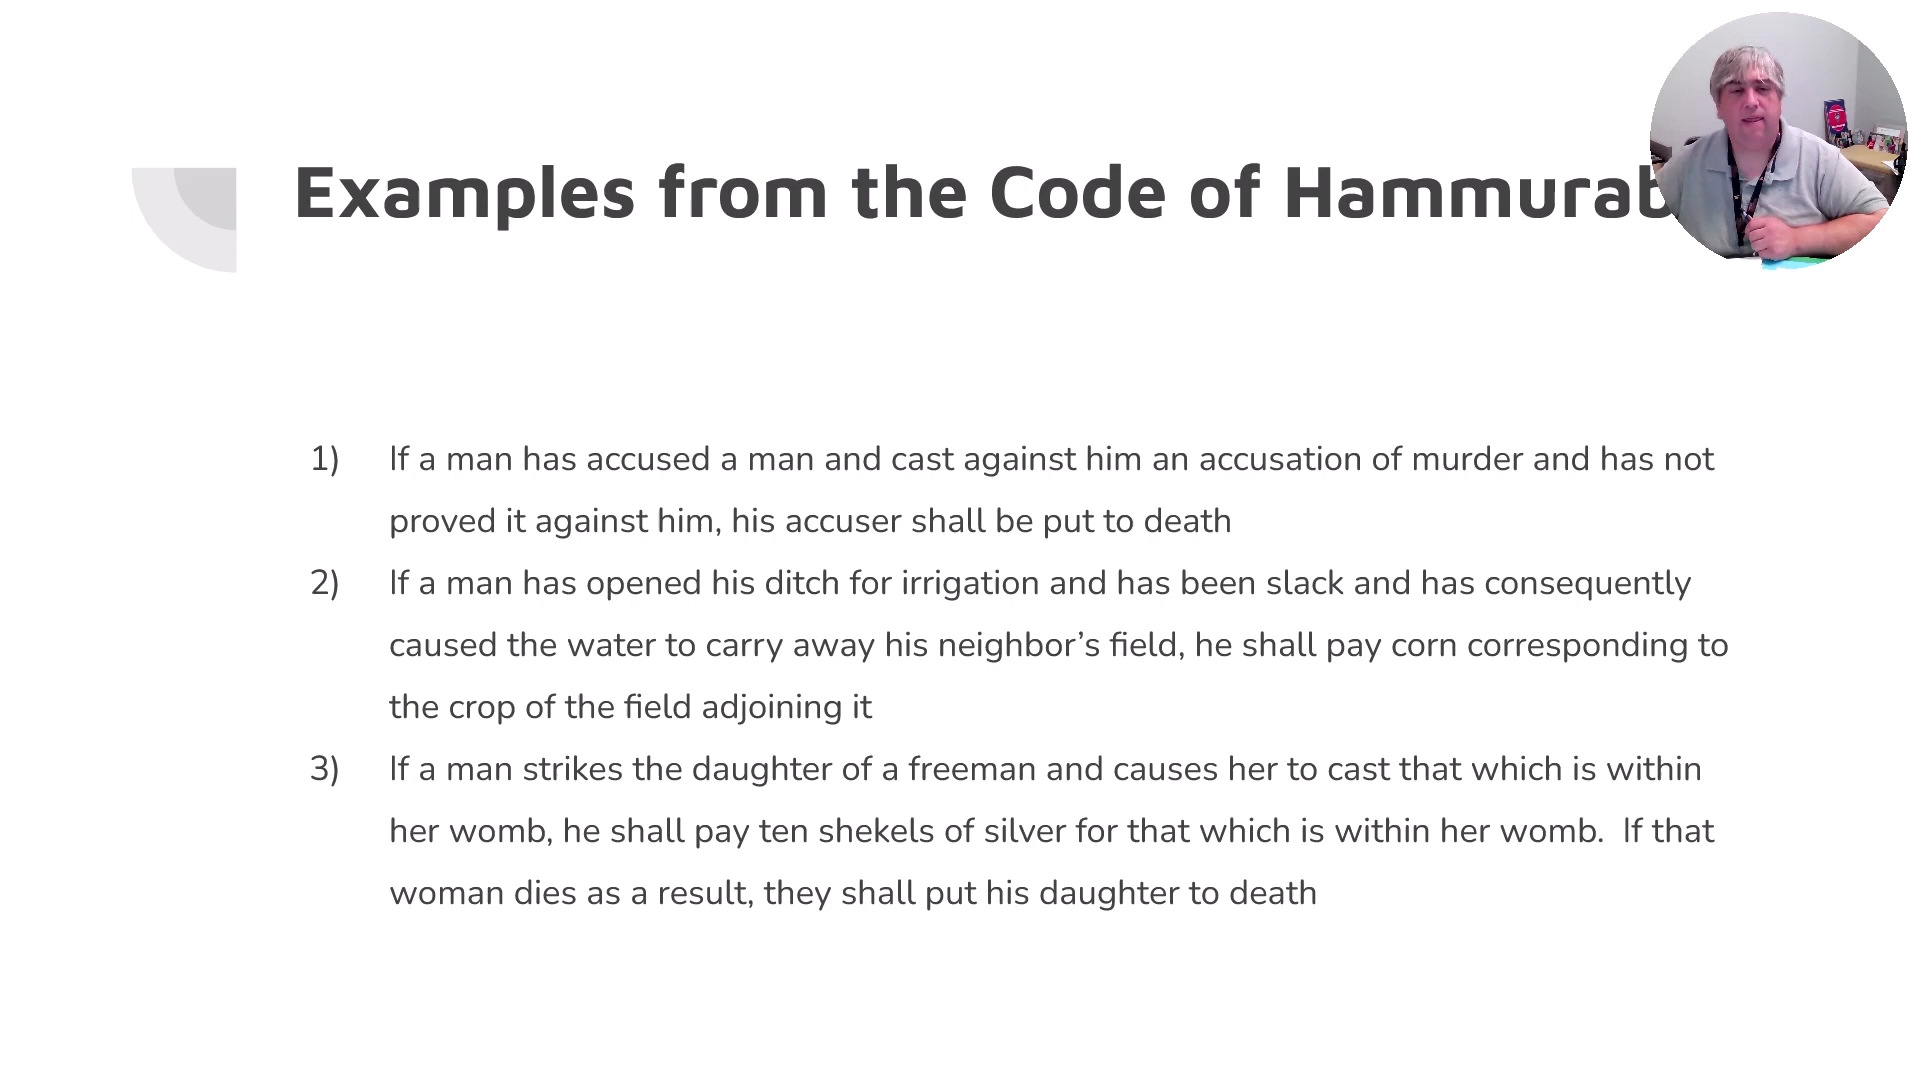 Examples from the Code of Hammurab
1) If a man has accused a man and cast against him an accusation of murder and has not
proved it against him, his accuser shall be put to death
2) If a man has opened his ditch for irrigation and has been slack and has consequently
caused the water to carry away his neighbor’s field, he shall pay corn corresponding to
the crop of the field adjoining it
3) If a man strikes the daughter of a freeman and causes her to cast that which is within
her womb, he shall pay ten shekels of silver for that which is within her womb.  If that
woman dies as a result, they shall put his daughter to death